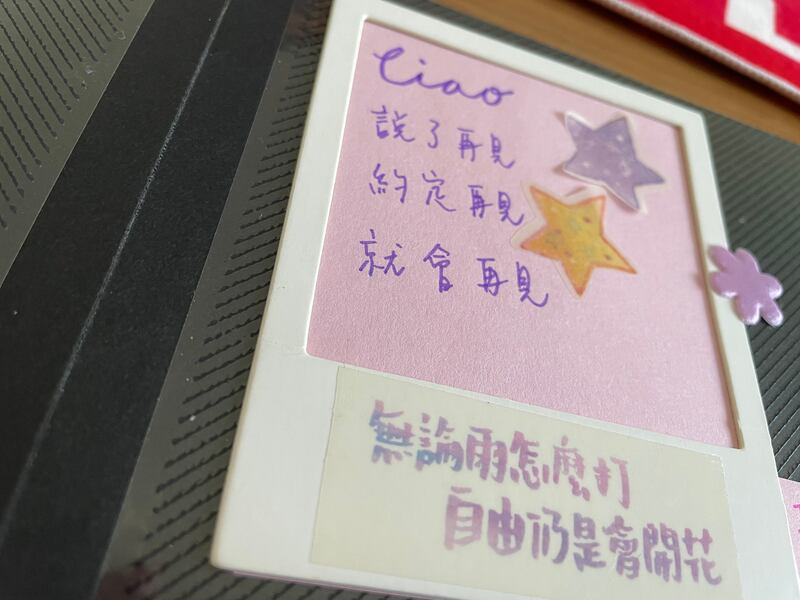 Ciao
說了再見
約定再見
就會再見
無論雨怎麼打
自由仍是會開花